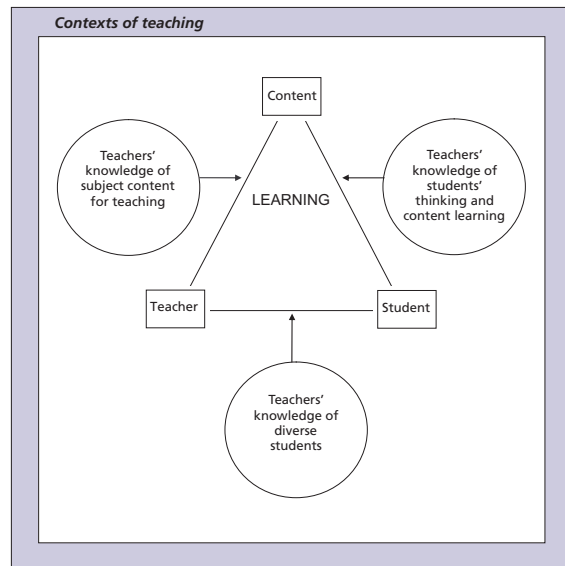 Contexts of teaching
Content
Teachers'
knowledge of
subject content
for teaching
Teachers'
knowledge of
students'
thinking and
content learning
LEARNING
Teacher
Student
Teachers'
knowledge of
diverse
students